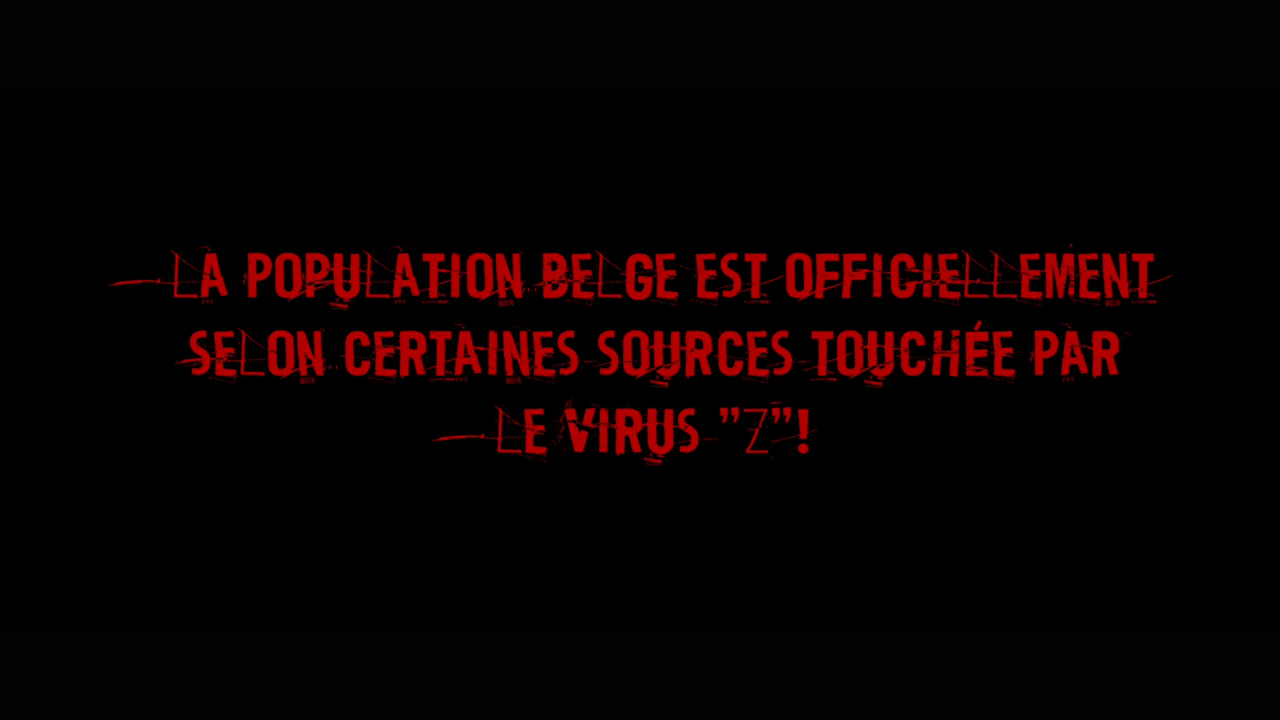 LA POPULATION BELGE EST OFFICIELLEMENT
SELON CERTAINES SOURCES TOUCHÉE PAR
LE VIRUS "Z"!